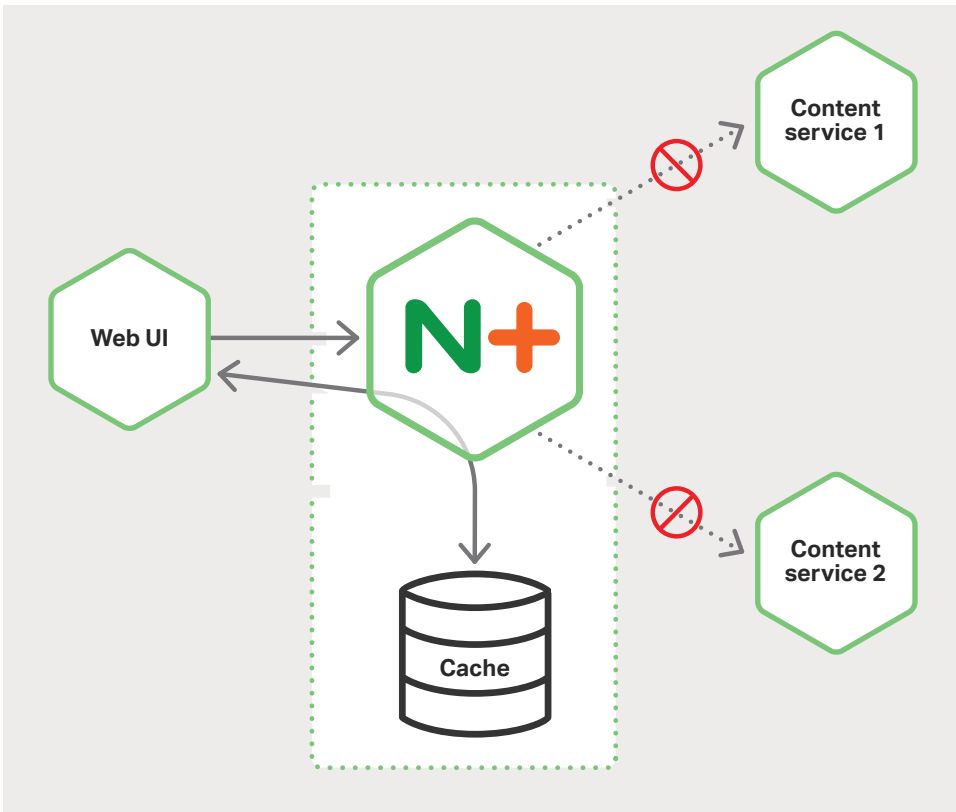 Content
service 1
Web UI
N+
Cache
Content
service 2